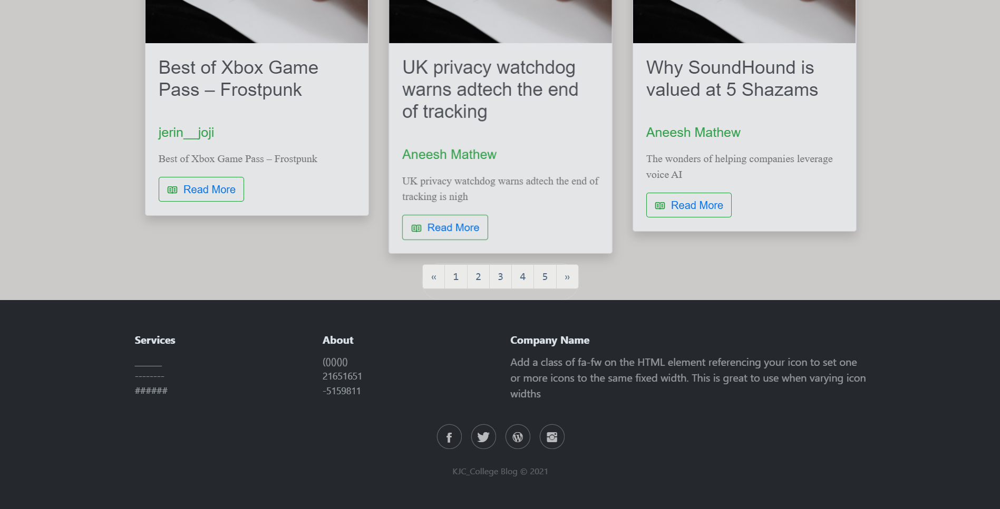 Best of Xbox Game
Pass – Frostpunk
jerin__joji
Best of Xbox Game Pass – Frostpunk
Read More
UK privacy watchdog
warns adtech the end
of tracking
Aneesh Mathew
UK privacy watchdog warns adtech the end of
tracking is nigh
Read More
Why SoundHound is
valued at 5 Shazams
Aneesh Mathew
The wonders of helping companies leverage
voice AI
Read More
« 1 2 3 4 5 »
Services
______
--------
######
About
(()()()()
21651651
-5159811
Company Name
Add a class of fa-fw on the HTML element referencing your icon to set one
or more icons to the same fixed width. This is great to use when varying icon
widths
KJC_College Blog © 2021